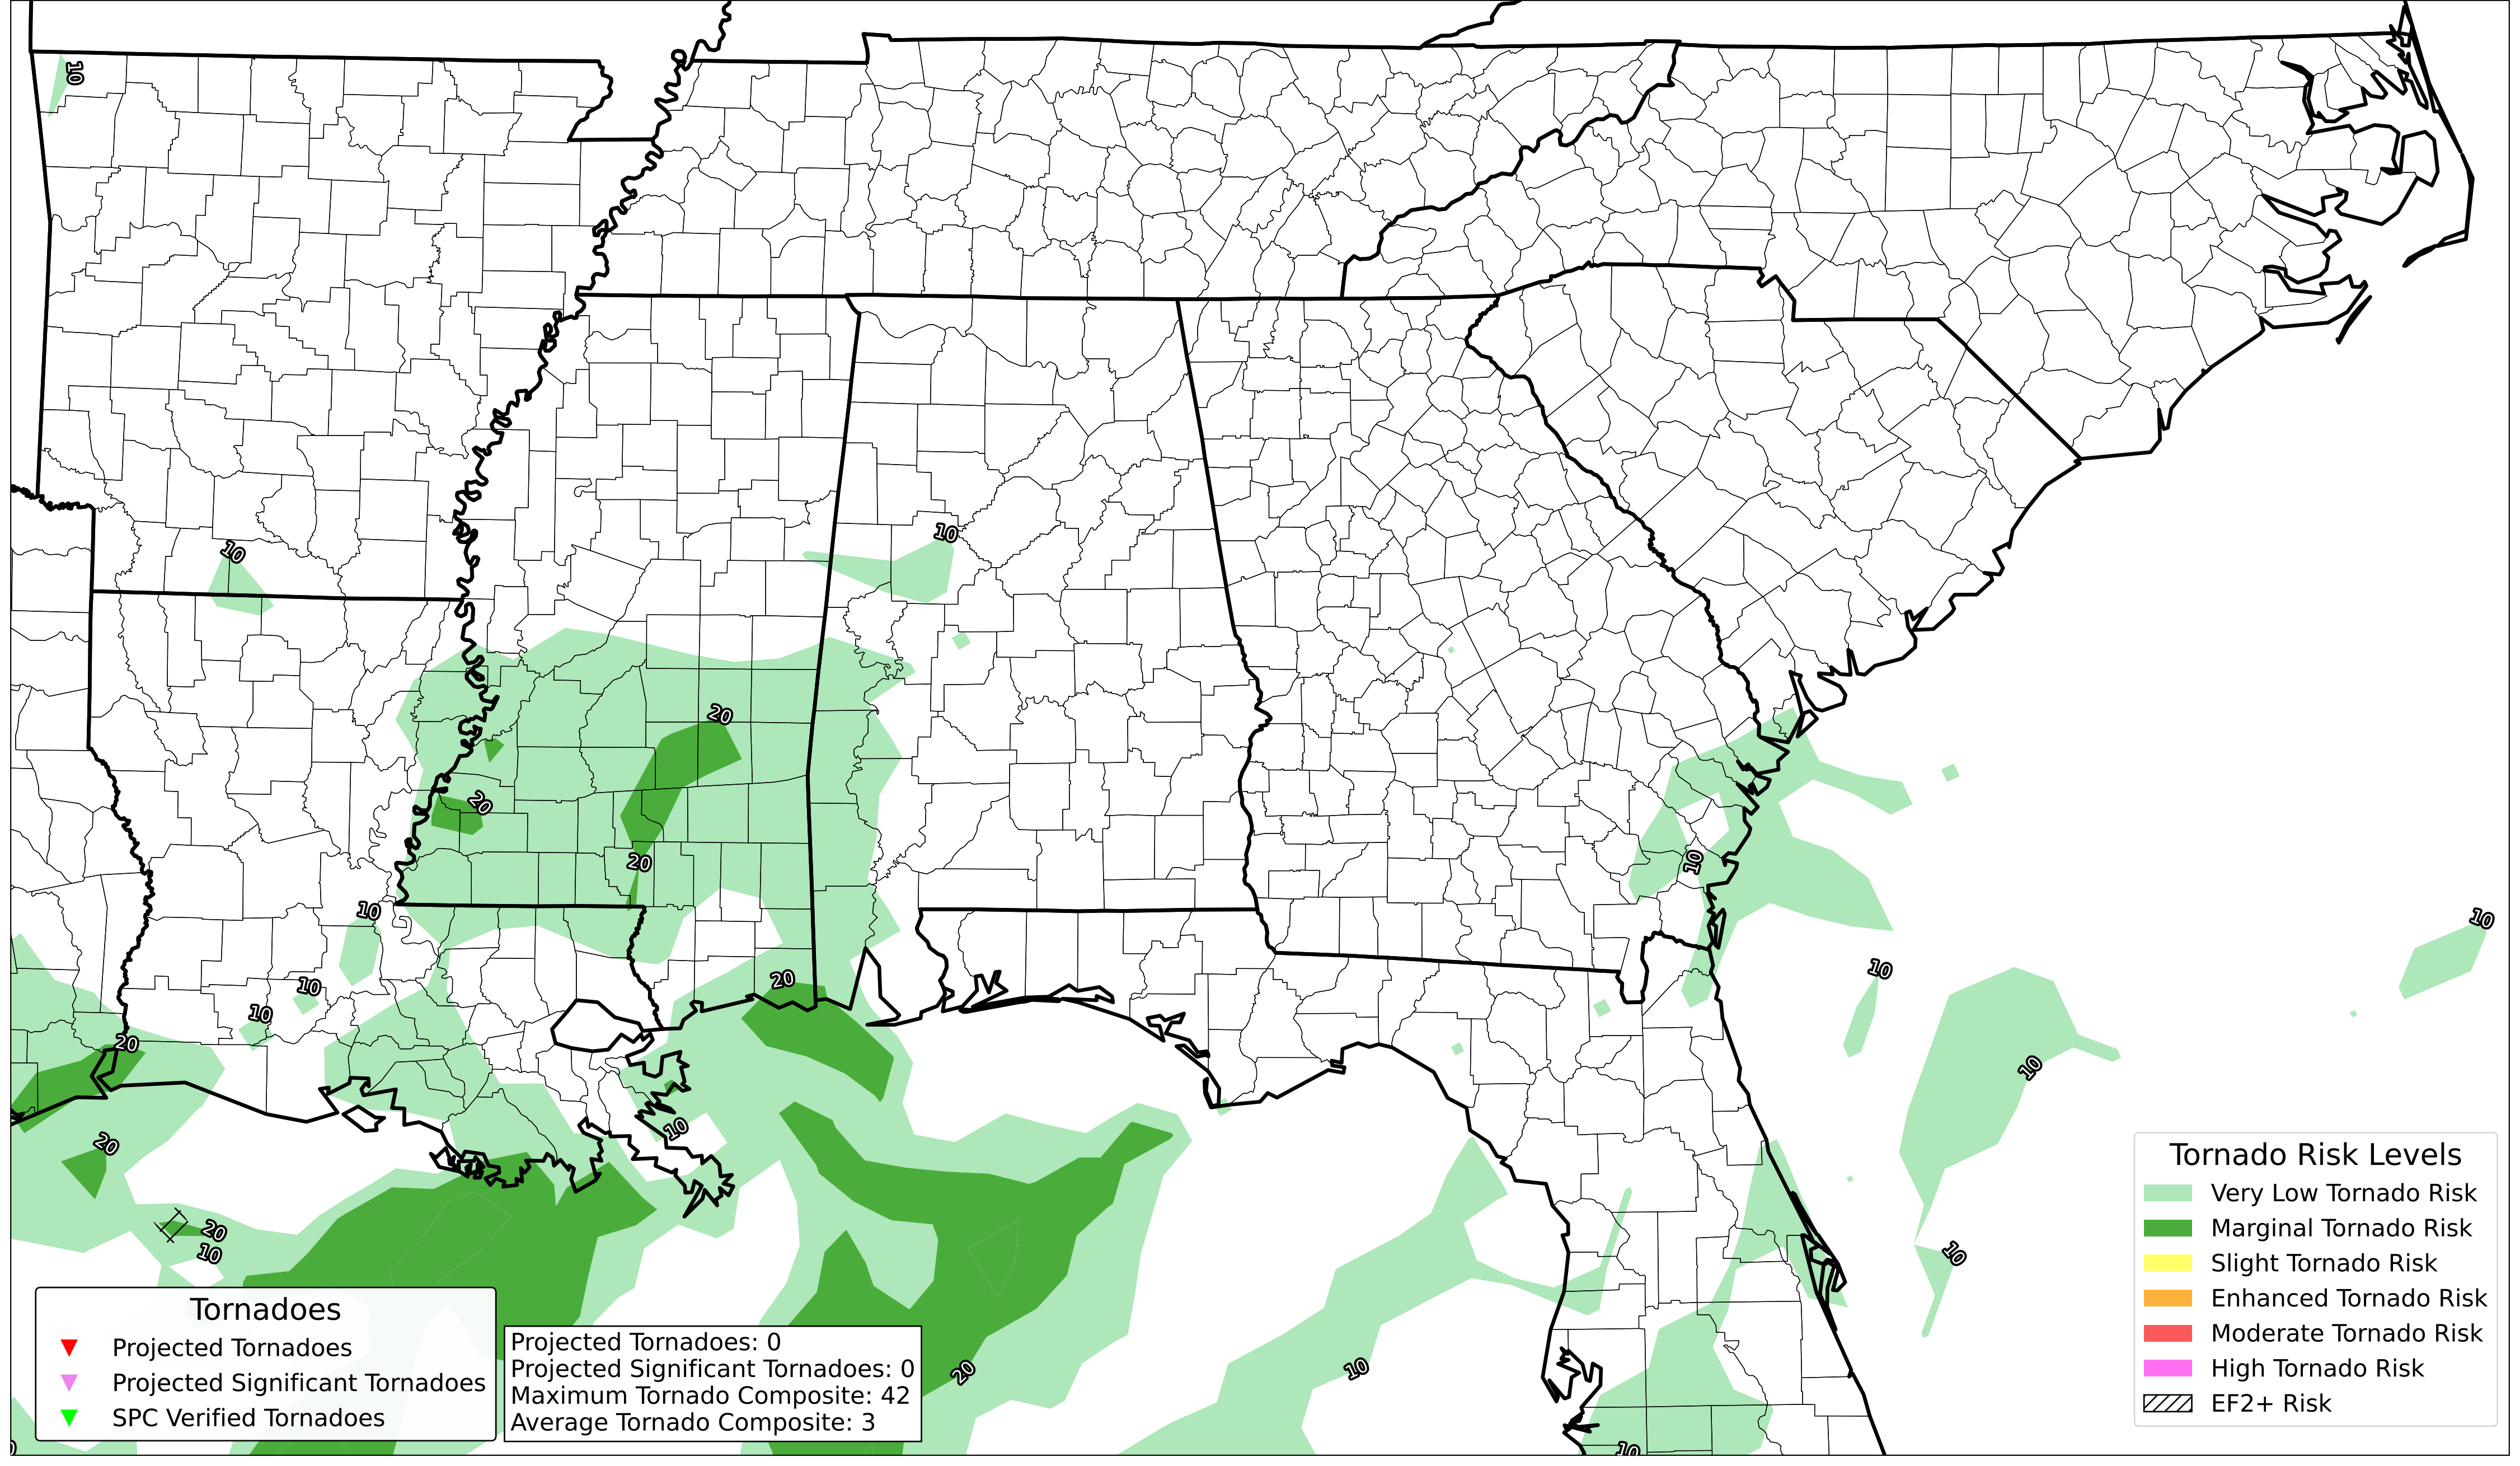 10
10
10
20
20
20
10
10
10
20
20
10
20
20
10
20
10
10
10
10
10
10
10
Tornadoes
Projected Tornadoes
Projected Significant Tornadoes
SPC Verified Tornadoes
Projected Tornadoes: 0
Projected Significant Tornadoes: 0
Maximum Tornado Composite: 42
Average Tornado Composite: 3
Tornado Risk Levels
Very Low Tornado Risk
Marginal Tornado Risk
Slight Tornado Risk
Enhanced Tornado Risk
Moderate Tornado Risk
High Tornado Risk
EF2+ Risk